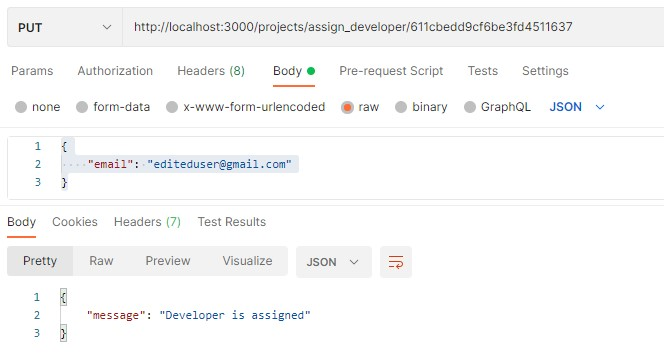 PUT http://localhost:3000/projects/assign_developer/611cbedd9cf6be3fd4511637
Params Authorization Headers (8) Body Pre-request Script Tests Settings
none form-data x-www-form-urlencoded raw binary GraphQL JSON
1 {
2 "email": "editeduser@gmail.com"
3 }
Body Cookies Headers (7) Test Results
Pretty Raw Preview Visualize JSON
1 {
2 "message": "Developer is assigned"
3 }